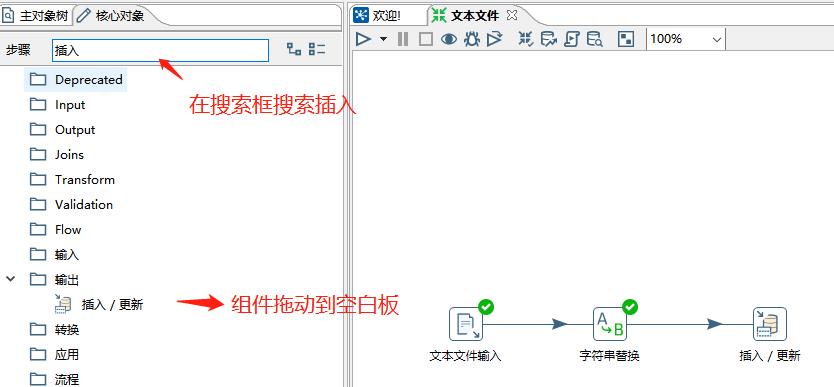 主对象树 核心对象
步骤 插入
在搜索框搜索插入
Deprecated
Input
Output
Joins
Transform
Validation
Flow
输入
输出
插入 / 更新
组件拖动到空白板
转换
应用
流程
欢迎! 文本文件
100%
A B
文本文件输入 字符串替换 插入 / 更新